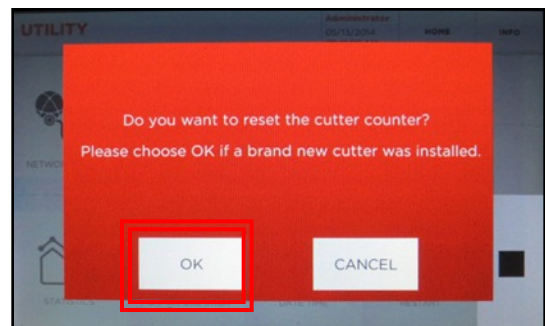 UTILITY
Administrator
05/13/2014
HOME
INFO
Do you want to reset the cutter counter?
Please choose OK if a brand new cutter was installed.
OK
CANCEL
STATISTICS
DATE TIME
RESTART